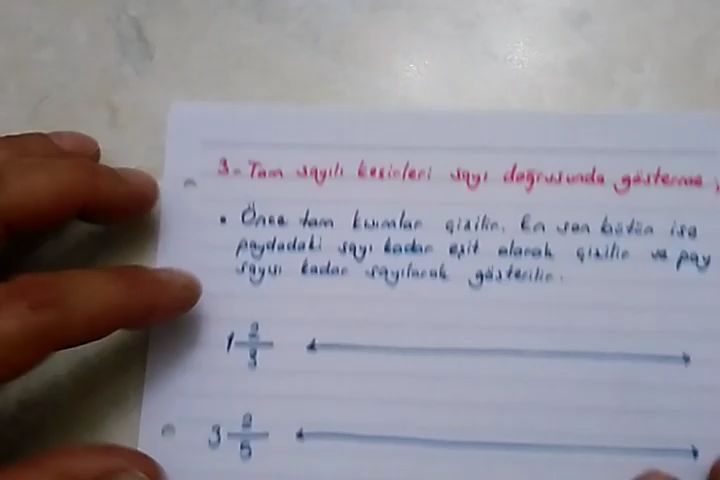 3- Tam sayılı kesirleri sayı doğrusunda gösterme :
• Önce tam kısımlar çizilir. En son bütün ise
paydadaki sayı kadar eşit olarak çizilir ve pay
sayısı kadar sayılarak gösterilir.
1 2/3
3 2/5